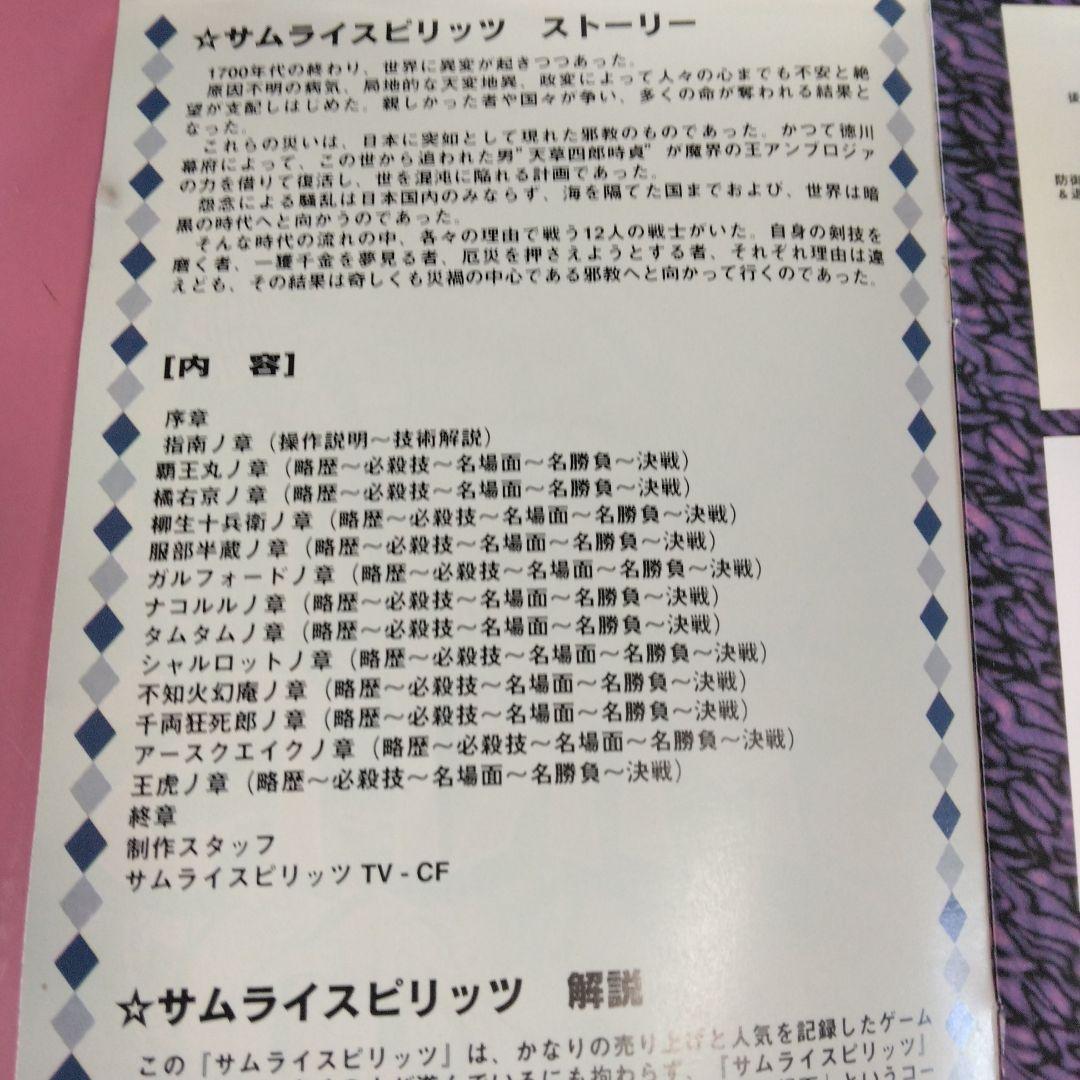 ☆サムライスピリッツ ストーリー
1700年代の終わり、世界に異変が起きつつあった。
原因不明の病気、局地的な天変地異、政変によって人々の心までも不安と絶
望が支配しはじめた。親しかった者や国々が争い、多くの命が奪われる結果と
なった。
これらの災いは、日本に突如として現れた邪教のものであった。かつて徳川
幕府によって、この世から追われた男"天草四郎時貞"が魔界の王アンブロジァ
の力を借りて復活し、世を混沌に陥れる計画であった。
怨念による騒乱は日本国内のみならず、海を隔てた国までおよび、世界は暗
黒の時代へと向かうのであった。
そんな時代の流れの中、各々の理由で戦う12人の戦士がいた。自身の剣技を
磨く者、一獲千金を夢見る者、厄災を押さえようとする者、それぞれ理由は違
えども、その結果は奇しくも災禍の中心である邪教へと向かって行くのであった。
[内 容]
序章
指南ノ章(操作説明〜技術解説)
覇王丸ノ章(略歴〜必殺技〜名場面〜名勝負〜決戦)
橘右京ノ章(略歴〜必殺技〜名場面〜名勝負〜決戦)
柳生十兵衛ノ章(略歴〜必殺技〜名場面〜名勝負〜決戦)
服部半蔵ノ章(略歴〜必殺技〜名場面〜名勝負〜決戦)
ガルフォードノ章(略歴〜必殺技〜名場面〜名勝負〜決戦)
ナコルルノ章(略歴〜必殺技〜名場面〜名勝負〜決戦)
タムタムノ章(略歴〜必殺技〜名場面〜名勝負〜決戦)
シャルロットノ章(略歴〜必殺技〜名場面〜名勝負〜決戦)
不知火幻庵ノ章(略歴〜必殺技〜名場面〜名勝負〜決戦)
千両狂死郎ノ章(略歴〜必殺技〜名場面〜名勝負〜決戦)
アースクエイクノ章(略歴〜必殺技〜名場面〜名勝負〜決戦)
王虎ノ章(略歴〜必殺技〜名場面〜名勝負〜決戦)
終章
制作スタッフ
サムライスピリッツ TV - CF
☆サムライスピリッツ 解説
この『サムライスピリッツ』は、かなりの売り上げと人気を記録したゲーム
にも拘わらず、『サムライスピリッツ』
というコー
防御
&